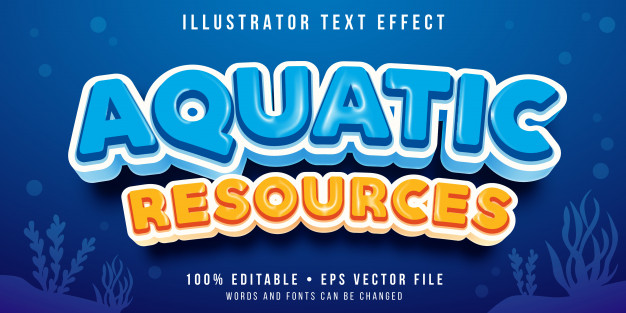 ILLUSTRATOR TEXT EFFECT
AQUATIC
RESOURCES
100% EDITABLE • EPS VECTOR FILE
WORDS AND FONTS CAN BE CHANGED